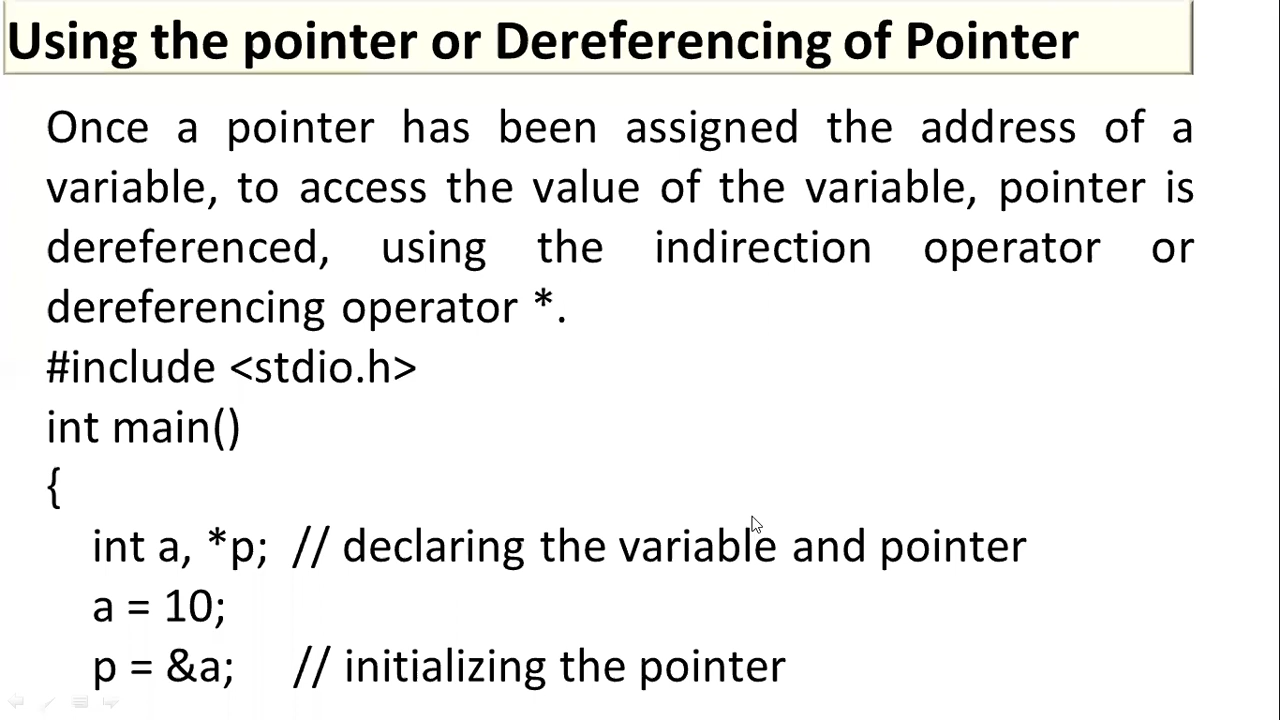 Using the pointer or Dereferencing of Pointer
Once a pointer has been assigned the address of a
variable, to access the value of the variable, pointer is
dereferenced, using the indirection operator or
dereferencing operator *.
#include <stdio.h>
int main()
{
int a, *p; // declaring the variable and pointer
a = 10;
p = &a; // initializing the pointer